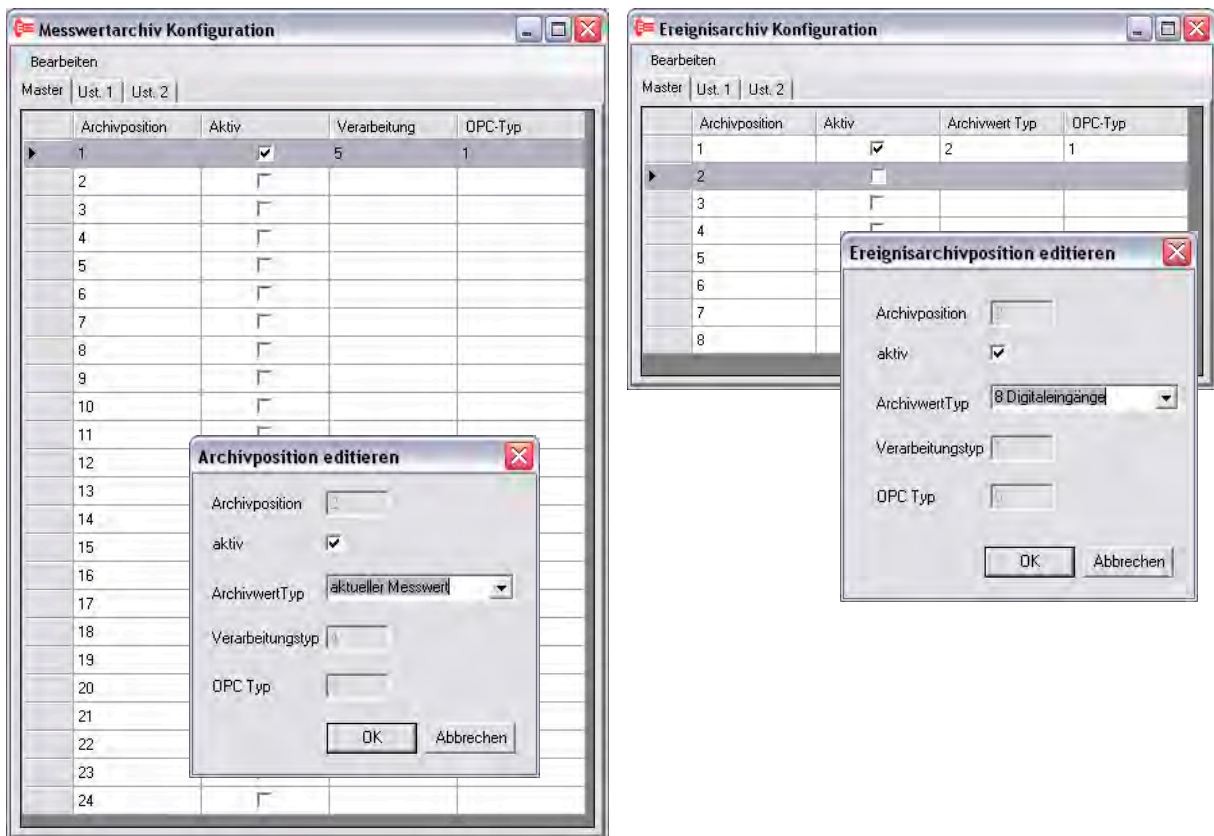 Messwertarchiv Konfiguration
Bearbeiten
Master Ust. 1 Ust. 2
Archivposition Aktiv Verarbeitung OPC-Typ
1 5 1
2
3
4
5
6
7
8
9
10
11
12
13
14
15
16
17
18
19
20
21
22
23
24
Archivposition editieren
Archivposition
aktiv
ArchivwertTyp aktueller Messwert
Verarbeitungstyp
OPC Typ
OK Abbrechen
Ereignisarchiv Konfiguration
Bearbeiten
Master Ust. 1 Ust. 2
Archivposition Aktiv Archivwert Typ OPC-Typ
1 2 1
2
3
4
5
6
7
8
Ereignisarchivposition editieren
Archivposition
aktiv
ArchivwertTyp 8 Digitaleingänge
Verarbeitungstyp
OPC Typ
OK Abbrechen